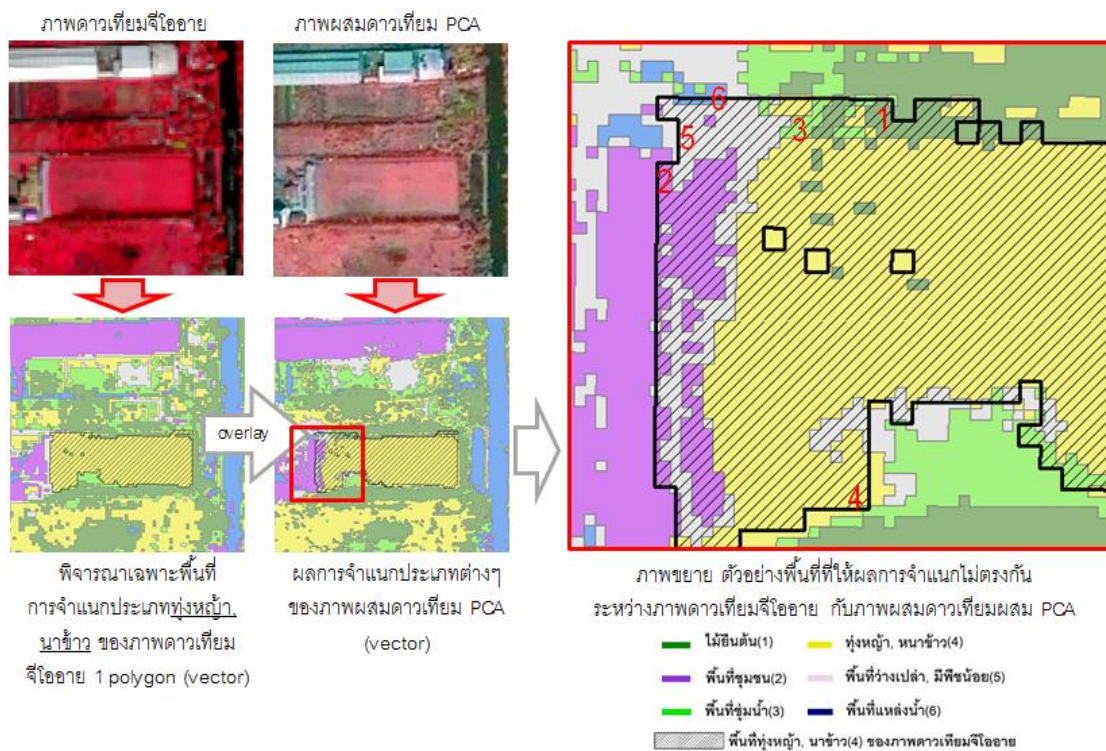 ภาพดาวเทียมจีโออาย
ภาพผสมดาวเทียม PCA
overlay
6
5
3
1
2
4
พิจารณาเฉพาะพื้นที่
การจำแนกประเภททุ่งหญ้า,
นาข้าว ของภาพดาวเทียม
จีโออาย 1 polygon (vector)
ผลการจำแนกประเภทต่างๆ
ของภาพผสมดาวเทียม PCA
(vector)
ภาพขยาย ตัวอย่างพื้นที่ที่ให้ผลการจำแนกไม่ตรงกัน
ระหว่างภาพดาวเทียมจีโออาย กับภาพผสมดาวเทียมผสม PCA
ไม้ยืนต้น(1)
ทุ่งหญ้า, หนาข้าว(4)
พื้นที่ชุมชน(2)
พื้นที่ว่างเปล่า, มีพืชน้อย(5)
พื้นที่ชุ่มน้ำ(3)
พื้นที่แหล่งน้ำ(6)
พื้นที่ทุ่งหญ้า, นาข้าว(4) ของภาพดาวเทียมจีโออาย